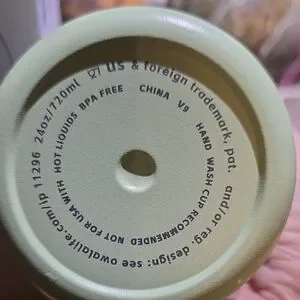 11296 24oz/720ml US & foreign trademark, pat. and/or reg. design: see owalalife.com/ip
NOT FOR USE WITH HOT LIQUIDS BPA FREE CHINA V9 HAND WASH CUP RECOMMENDED